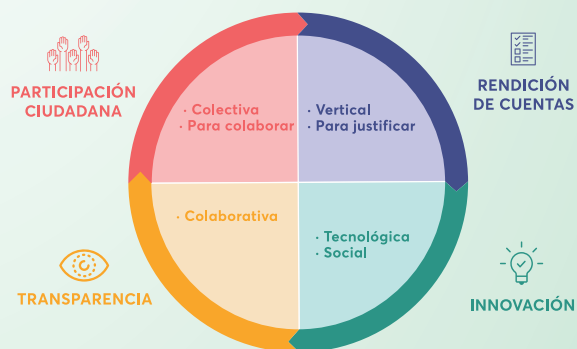 PARTICIPACIÓN
CIUDADANA
· Colectiva
· Para colaborar
· Vertical
· Para justificar
RENDICIÓN
DE CUENTAS
· Colaborativa
· Tecnológica
· Social
TRANSPARENCIA
INNOVACIÓN